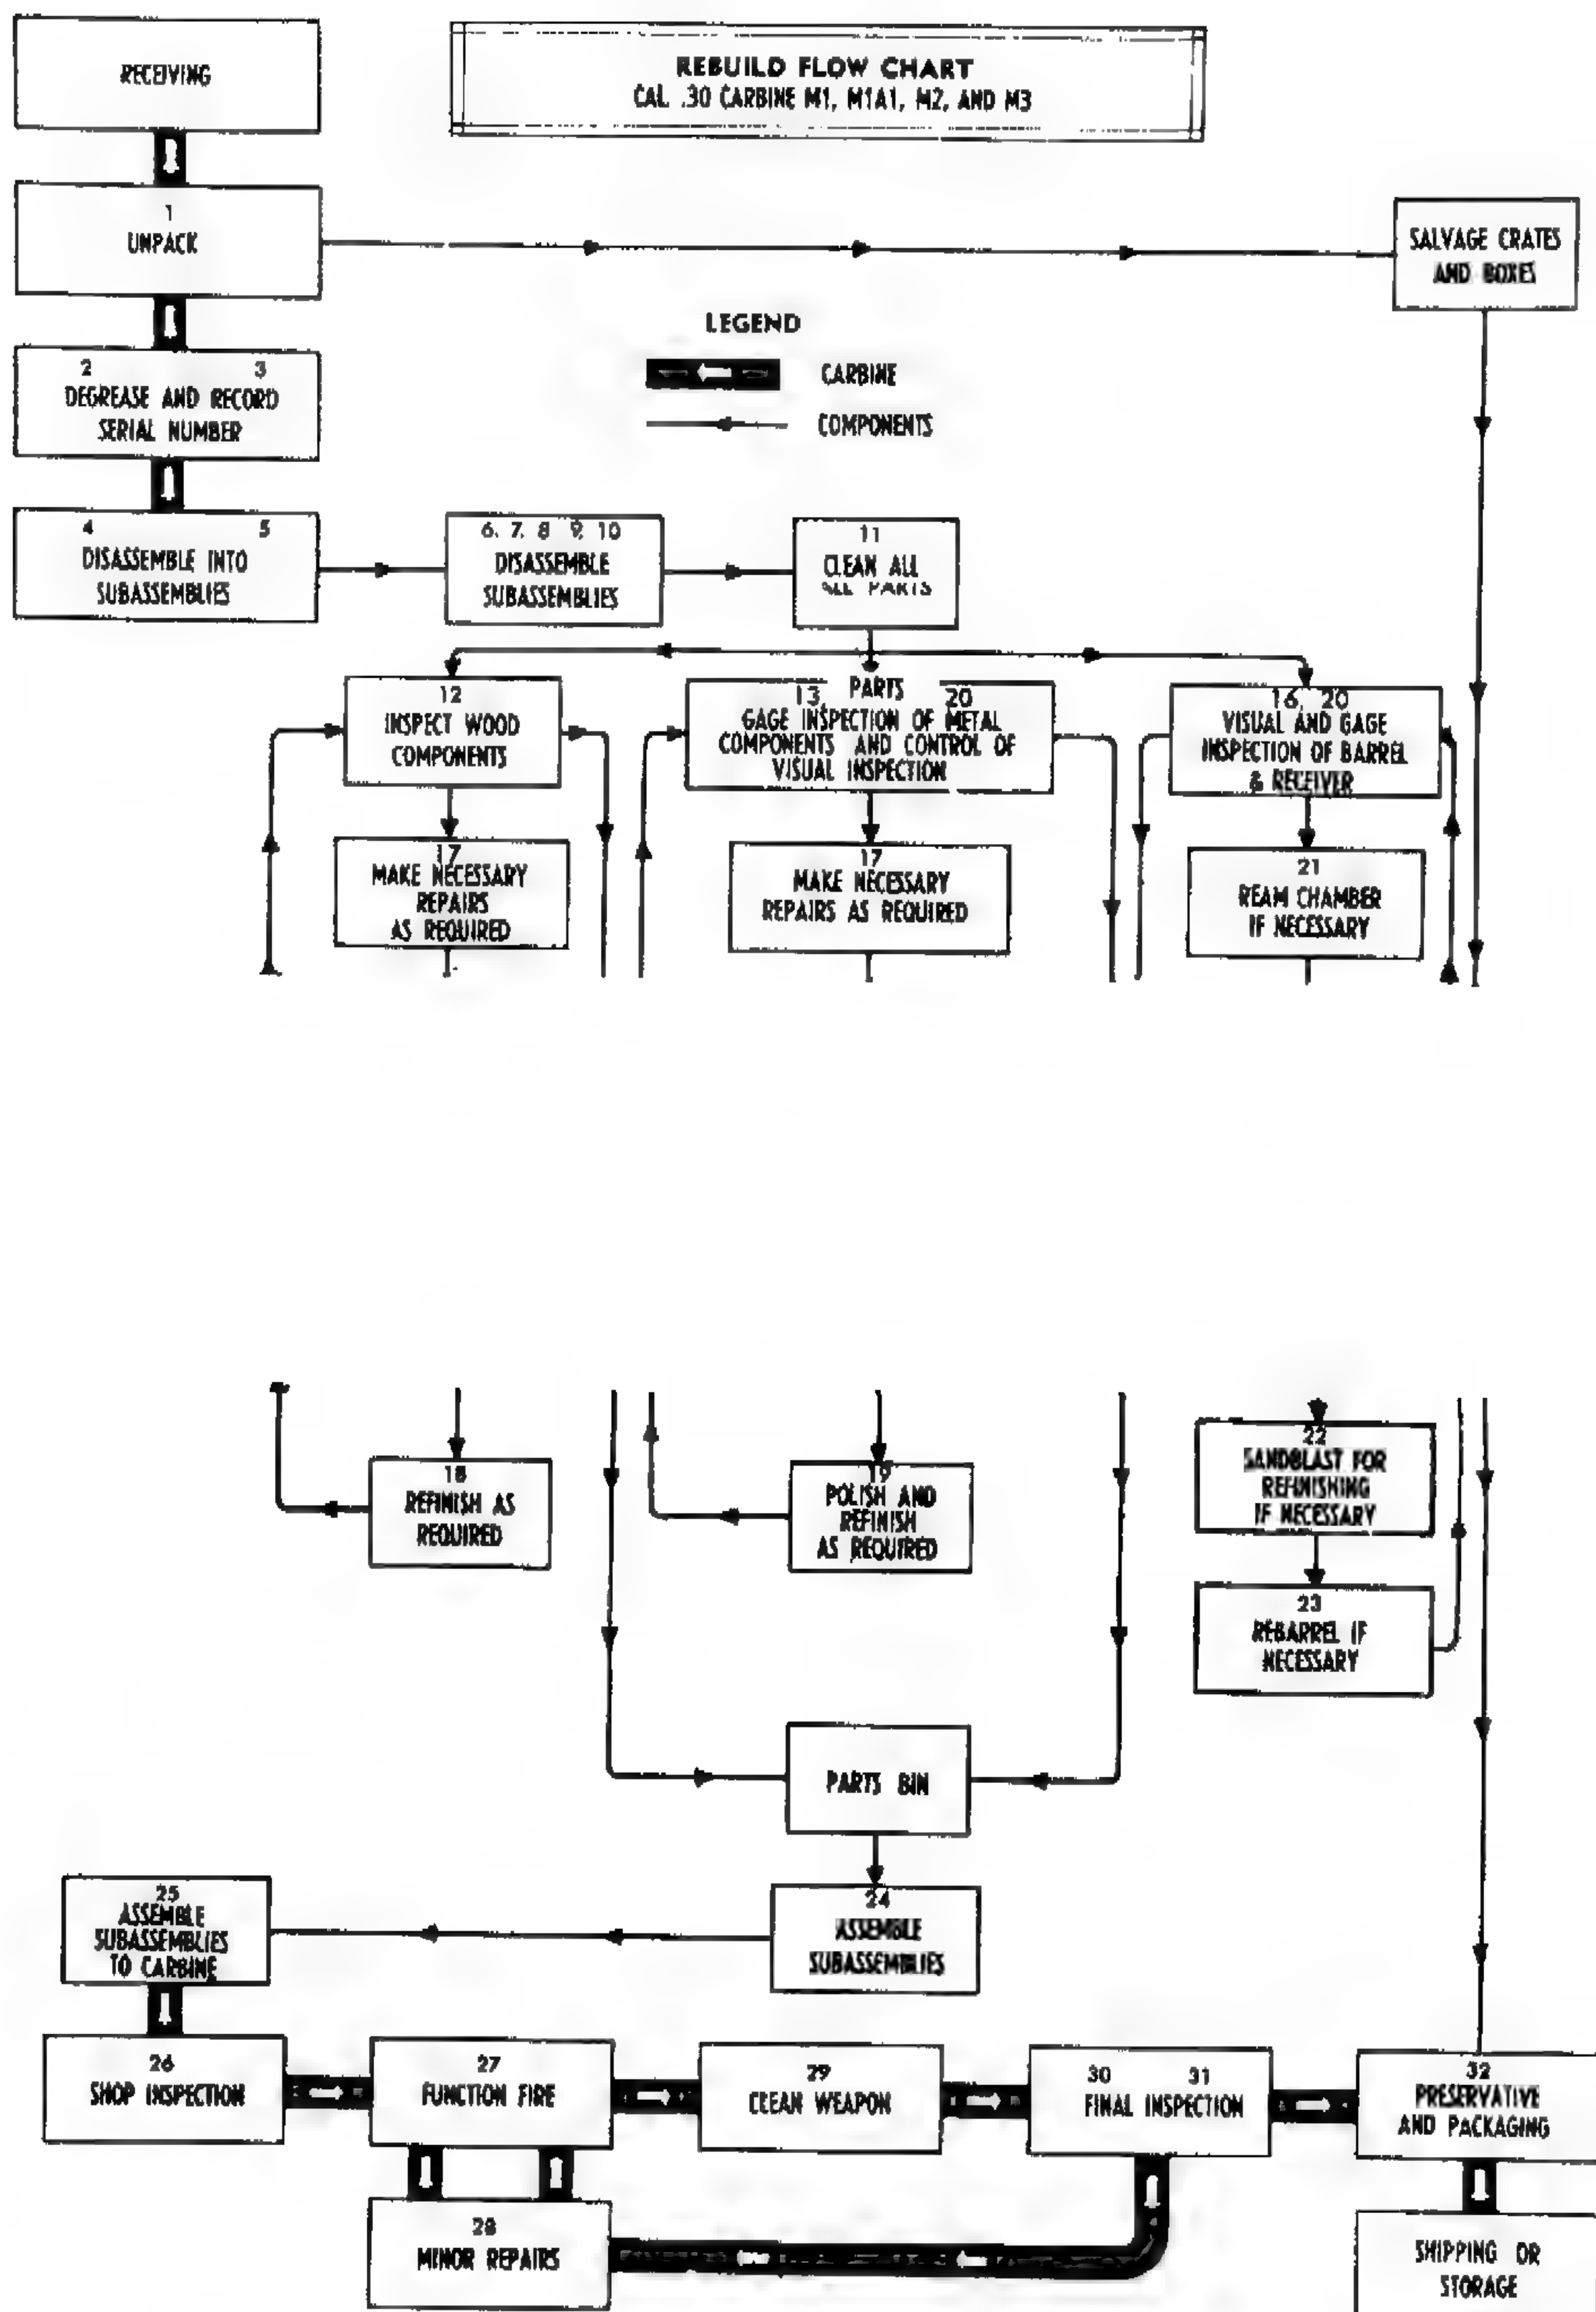 RECEIVING
REBUILD FLOW CHART
CAL. .30 CARBINE M1, M1A1, M2, AND M3
1
UNPACK
SALVAGE CRATES
AND BOXES
LEGEND
CARBINE
COMPONENTS
2 3
DEGREASE AND RECORD
SERIAL NUMBER
4 5
DISASSEMBLE INTO
SUBASSEMBLIES
6, 7, 8 9, 10
DISASSEMBLE
SUBASSEMBLIES
11
CLEAN ALL
ALL PARTS
12
INSPECT WOOD
COMPONENTS
PARTS
13, 20
GAGE INSPECTION OF METAL
COMPONENTS AND CONTROL OF
VISUAL INSPECTION
16, 20
VISUAL AND GAGE
INSPECTION OF BARREL
& RECEIVER
17
MAKE NECESSARY
REPAIRS
AS REQUIRED
17
MAKE NECESSARY
REPAIRS AS REQUIRED
21
REAM CHAMBER
IF NECESSARY
18
REFINISH AS
REQUIRED
19
POLISH AND
REFINISH
AS REQUIRED
22
SANDBLAST FOR
REFINISHING
IF NECESSARY
23
REBARREL IF
NECESSARY
PARTS BIN
24
ASSEMBLE
SUBASSEMBLIES
25
ASSEMBLE
SUBASSEMBLIES
TO CARBINE
26
SHOP INSPECTION
27
FUNCTION FIRE
29
CLEAN WEAPON
30 31
FINAL INSPECTION
32
PRESERVATIVE
AND PACKAGING
28
MINOR REPAIRS
SHIPPING OR
STORAGE